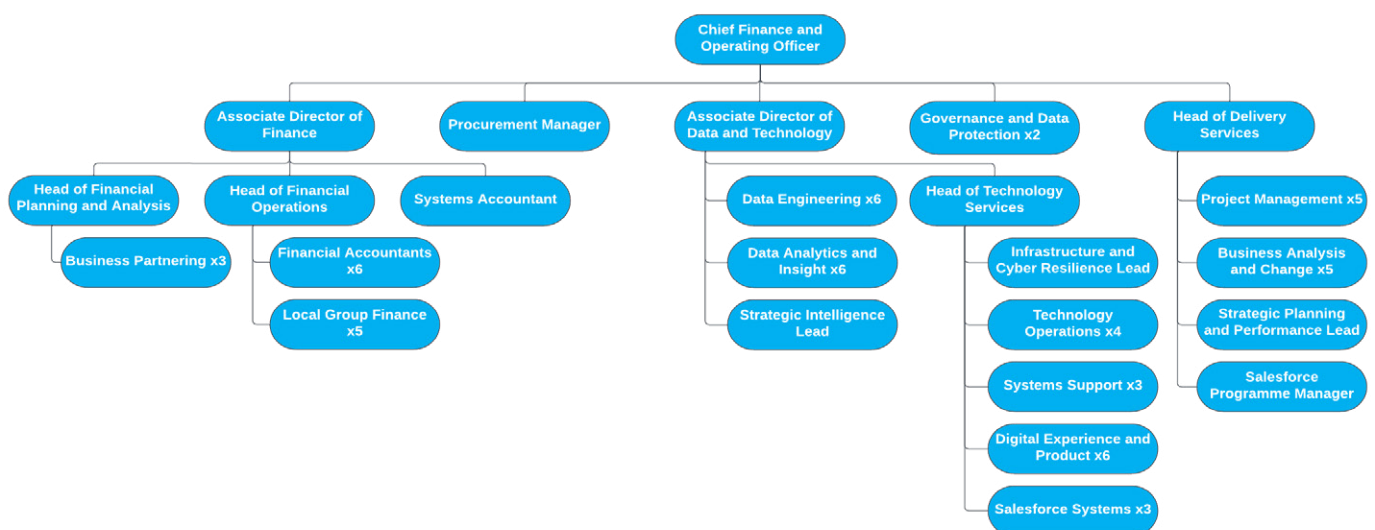 Chief Finance and
Operating Officer
Associate Director of
Finance
Procurement Manager
Associate Director of
Data and Technology
Governance and Data
Protection x2
Head of Delivery
Services
Head of Financial
Planning and Analysis
Head of Financial
Operations
Systems Accountant
Data Engineering x6
Head of Technology
Services
Project Management x5
Business Partnering x3
Financial Accountants
x6
Data Analytics and
Insight x6
Infrastructure and
Cyber Resilience Lead
Business Analysis
and Change x5
Local Group Finance
x5
Strategic Intelligence
Lead
Technology
Operations x4
Strategic Planning
and Performance Lead
Systems Support x3
Salesforce
Programme Manager
Digital Experience and
Product x6
Salesforce Systems x3